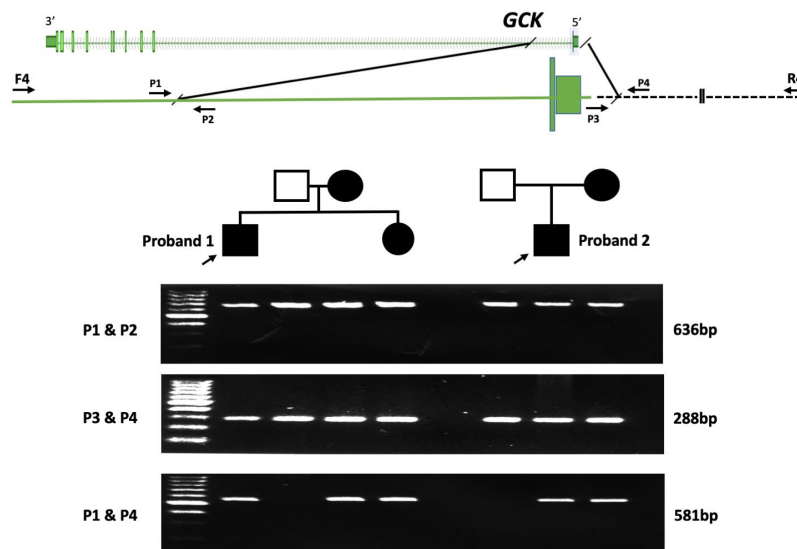 3' GCK 5'
F4 P1 P2 P3 P4 R4
Proband 1 Proband 2
P1 & P2 636bp
P3 & P4 288bp
P1 & P4 581bp